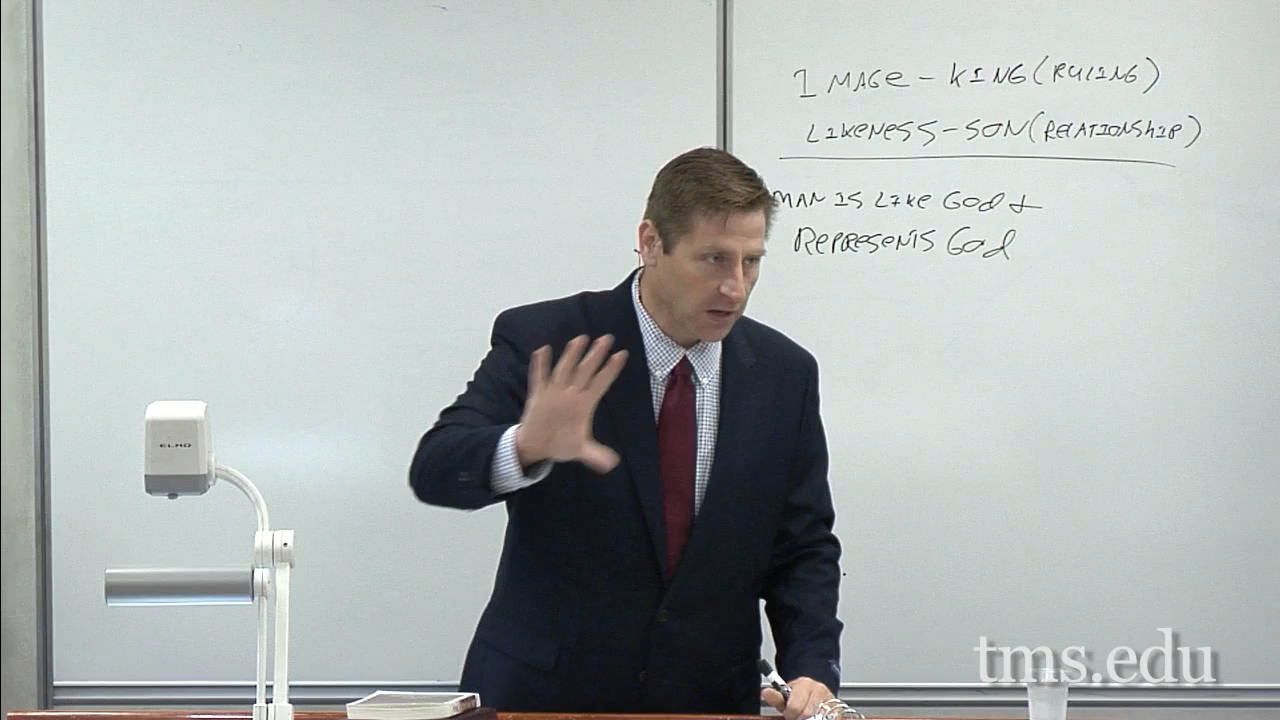 IMAGE - KING (RULING)
LIKENESS - SON (RELATIONSHIP)
MAN IS LIKE GOD +
REPRESENTS GOD
ELMO
tms.edu